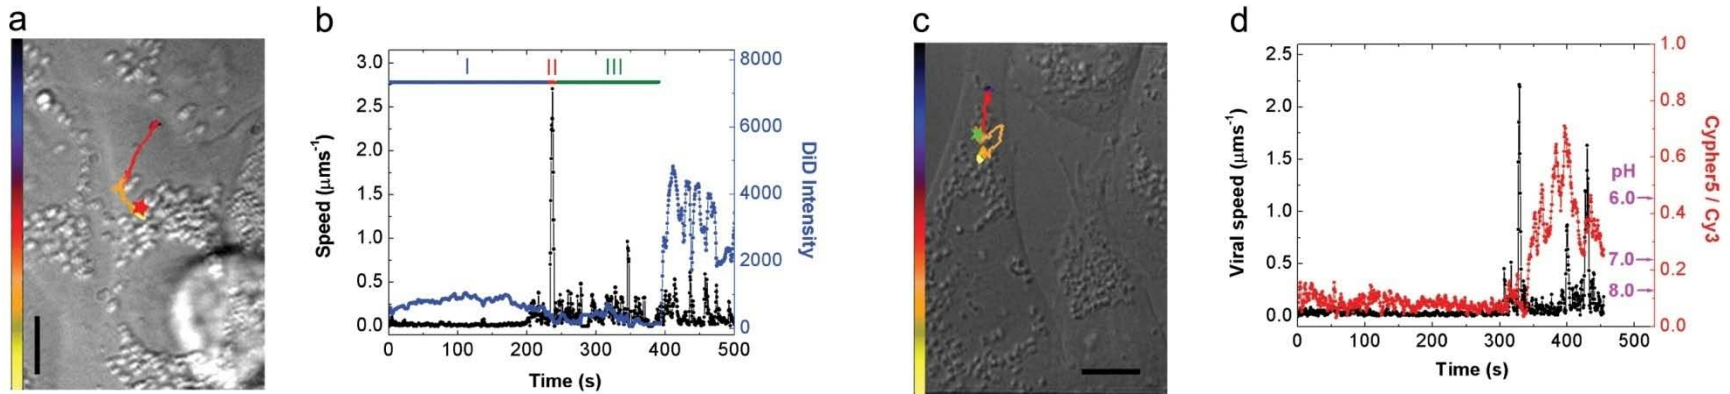 a
b
3.0
2.5
2.0
1.5
1.0
0.5
0.0
Speed (μms⁻¹)
I
II
III
8000
6000
4000
2000
0
DiD Intensity
0 100 200 300 400 500
Time (s)
c
d
2.5
2.0
1.5
1.0
0.5
0.0
Viral speed (μms⁻¹)
1.0
0.8
0.6
0.4
0.2
0.0
Cypher5 / Cy3
pH
6.0
7.0
8.0
0 100 200 300 400 500
Time (s)